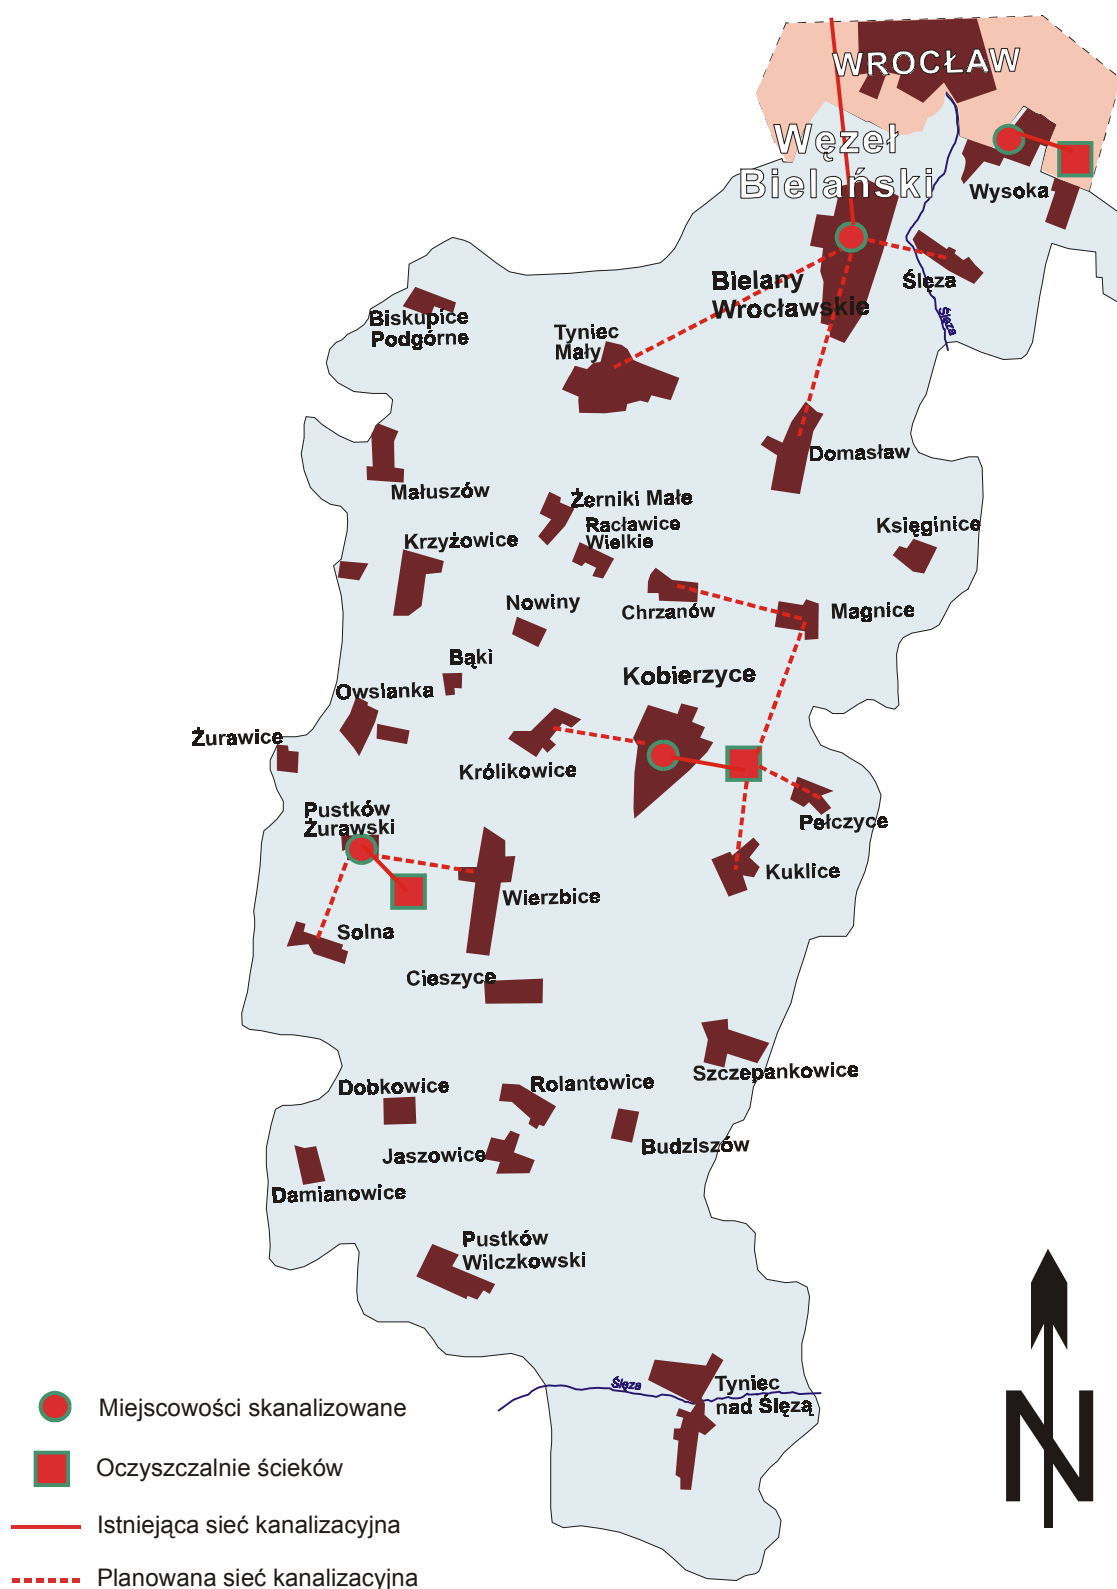 WROCŁAW
Węzeł
Bielański
Wysoka
Ślęza
Ślęza
Bielany
Wrocławskie
Biskupice
Podgórne
Tyniec
Mały
Domasław
Małuszów
Żerniki Małe
Racławice
Wielkie
Księginice
Krzyżowice
Nowiny
Chrzanów
Magnice
Bąki
Kobierzyce
Owslanka
Żurawice
Królikowice
Pustków
Żurawski
Pełczyce
Kuklice
Wierzbice
Solna
Cieszyce
Szczepankowice
Dobkowice
Rolantowice
Budziszów
Jaszowice
Damianowice
Pustków
Wilczkowski
Ślęza
Tyniec
nad Ślęzą
N
Miejscowości skanalizowane
Oczyszczalnie ścieków
Istniejąca sieć kanalizacyjna
Planowana sieć kanalizacyjna